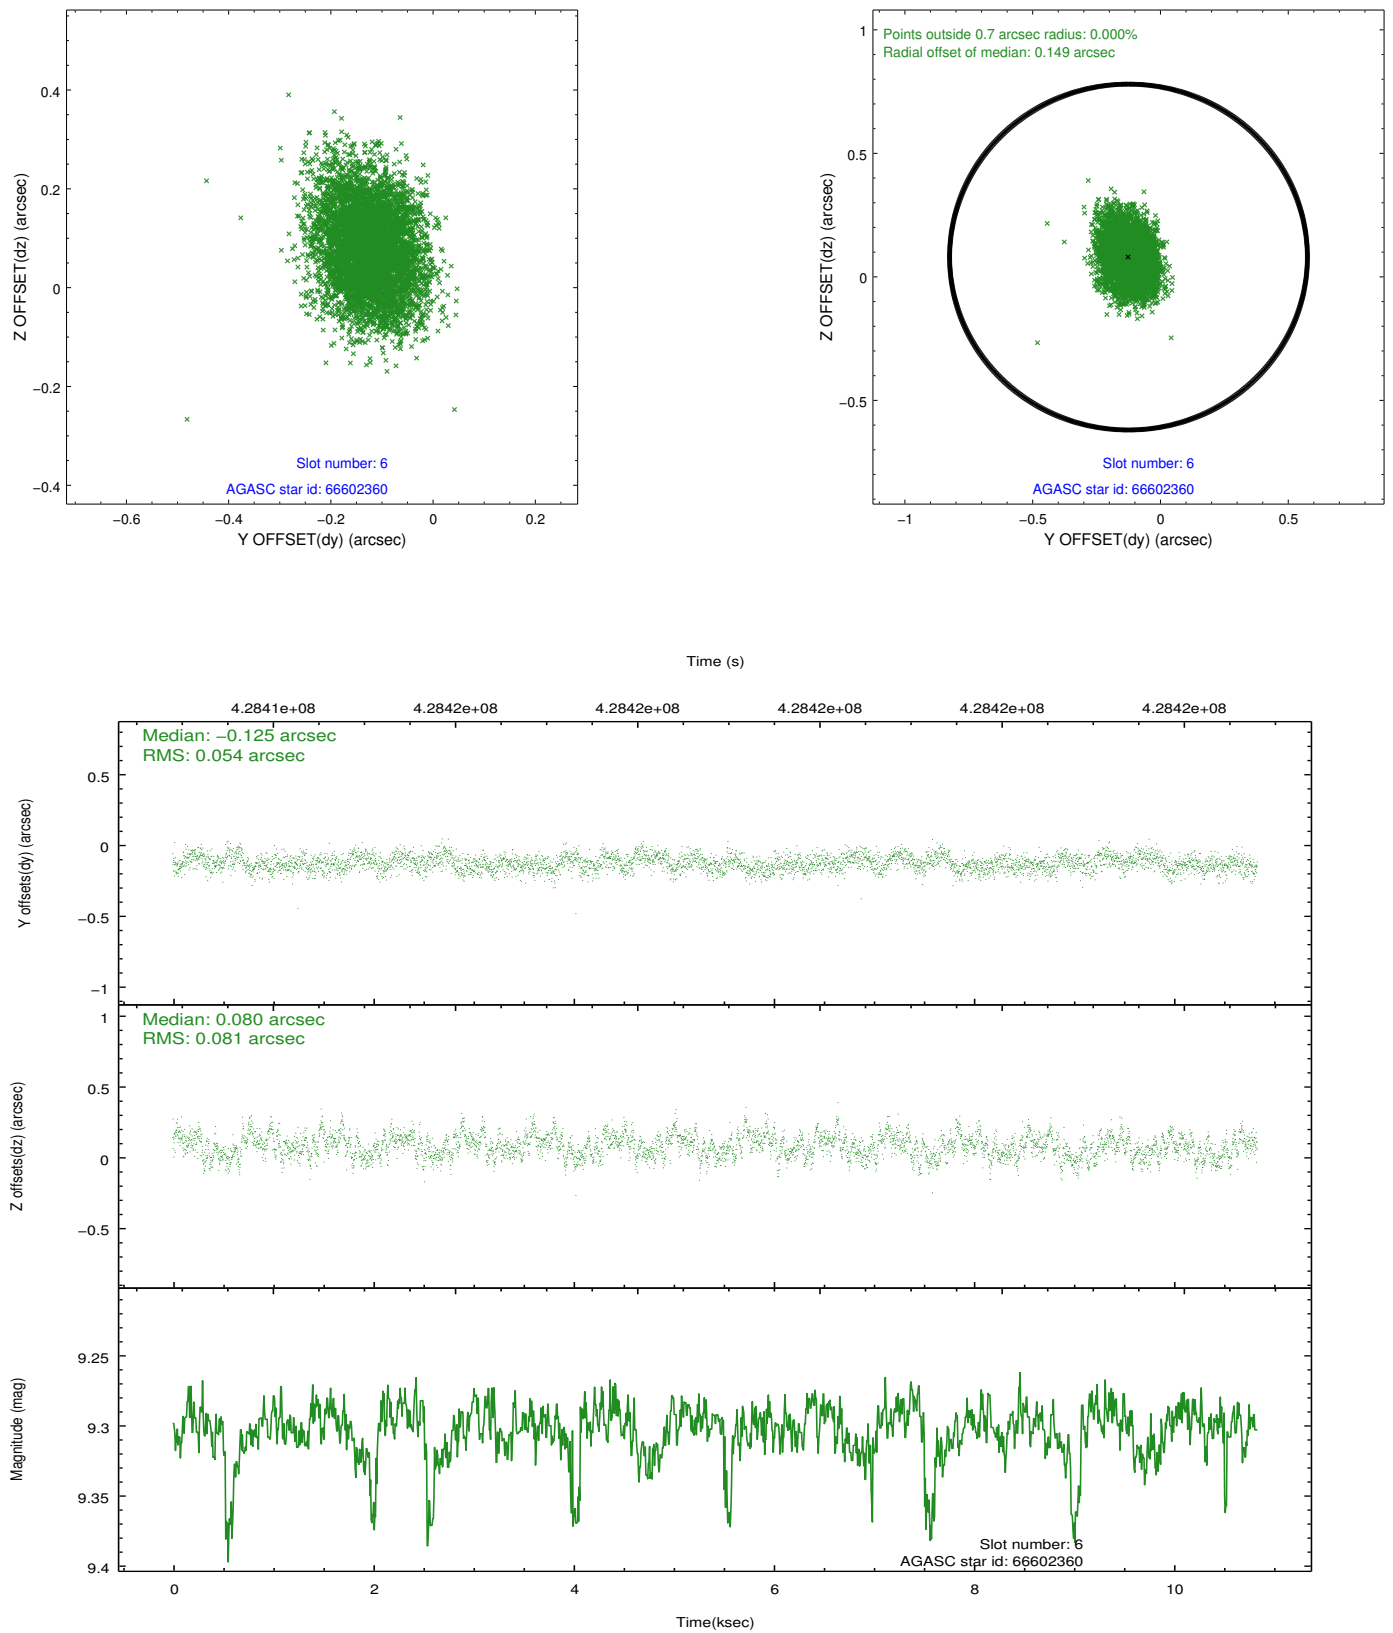 0.4
0.2
0
−0.2
−0.4
Z OFFSET(dz) (arcsec)
Slot number: 6
AGASC star id: 66602360
−0.6
−0.4
−0.2
0
0.2
Y OFFSET(dy) (arcsec)
Points outside 0.7 arcsec radius: 0.000%
Radial offset of median: 0.149 arcsec
1
0.5
0
−0.5
Z OFFSET(dz) (arcsec)
Slot number: 6
AGASC star id: 66602360
−1
−0.5
0
0.5
Y OFFSET(dy) (arcsec)
Time (s)
4.2841e+08
4.2842e+08
4.2842e+08
4.2842e+08
4.2842e+08
4.2842e+08
Median: −0.125 arcsec
RMS: 0.054 arcsec
0.5
0
−0.5
−1
Y offsets(dy) (arcsec)
Median: 0.080 arcsec
RMS: 0.081 arcsec
1
0.5
0
−0.5
Z offsets(dz) (arcsec)
9.25
9.3
9.35
9.4
Magnitude (mag)
Slot number: 6
AGASC star id: 66602360
0
2
4
6
8
10
Time(ksec)